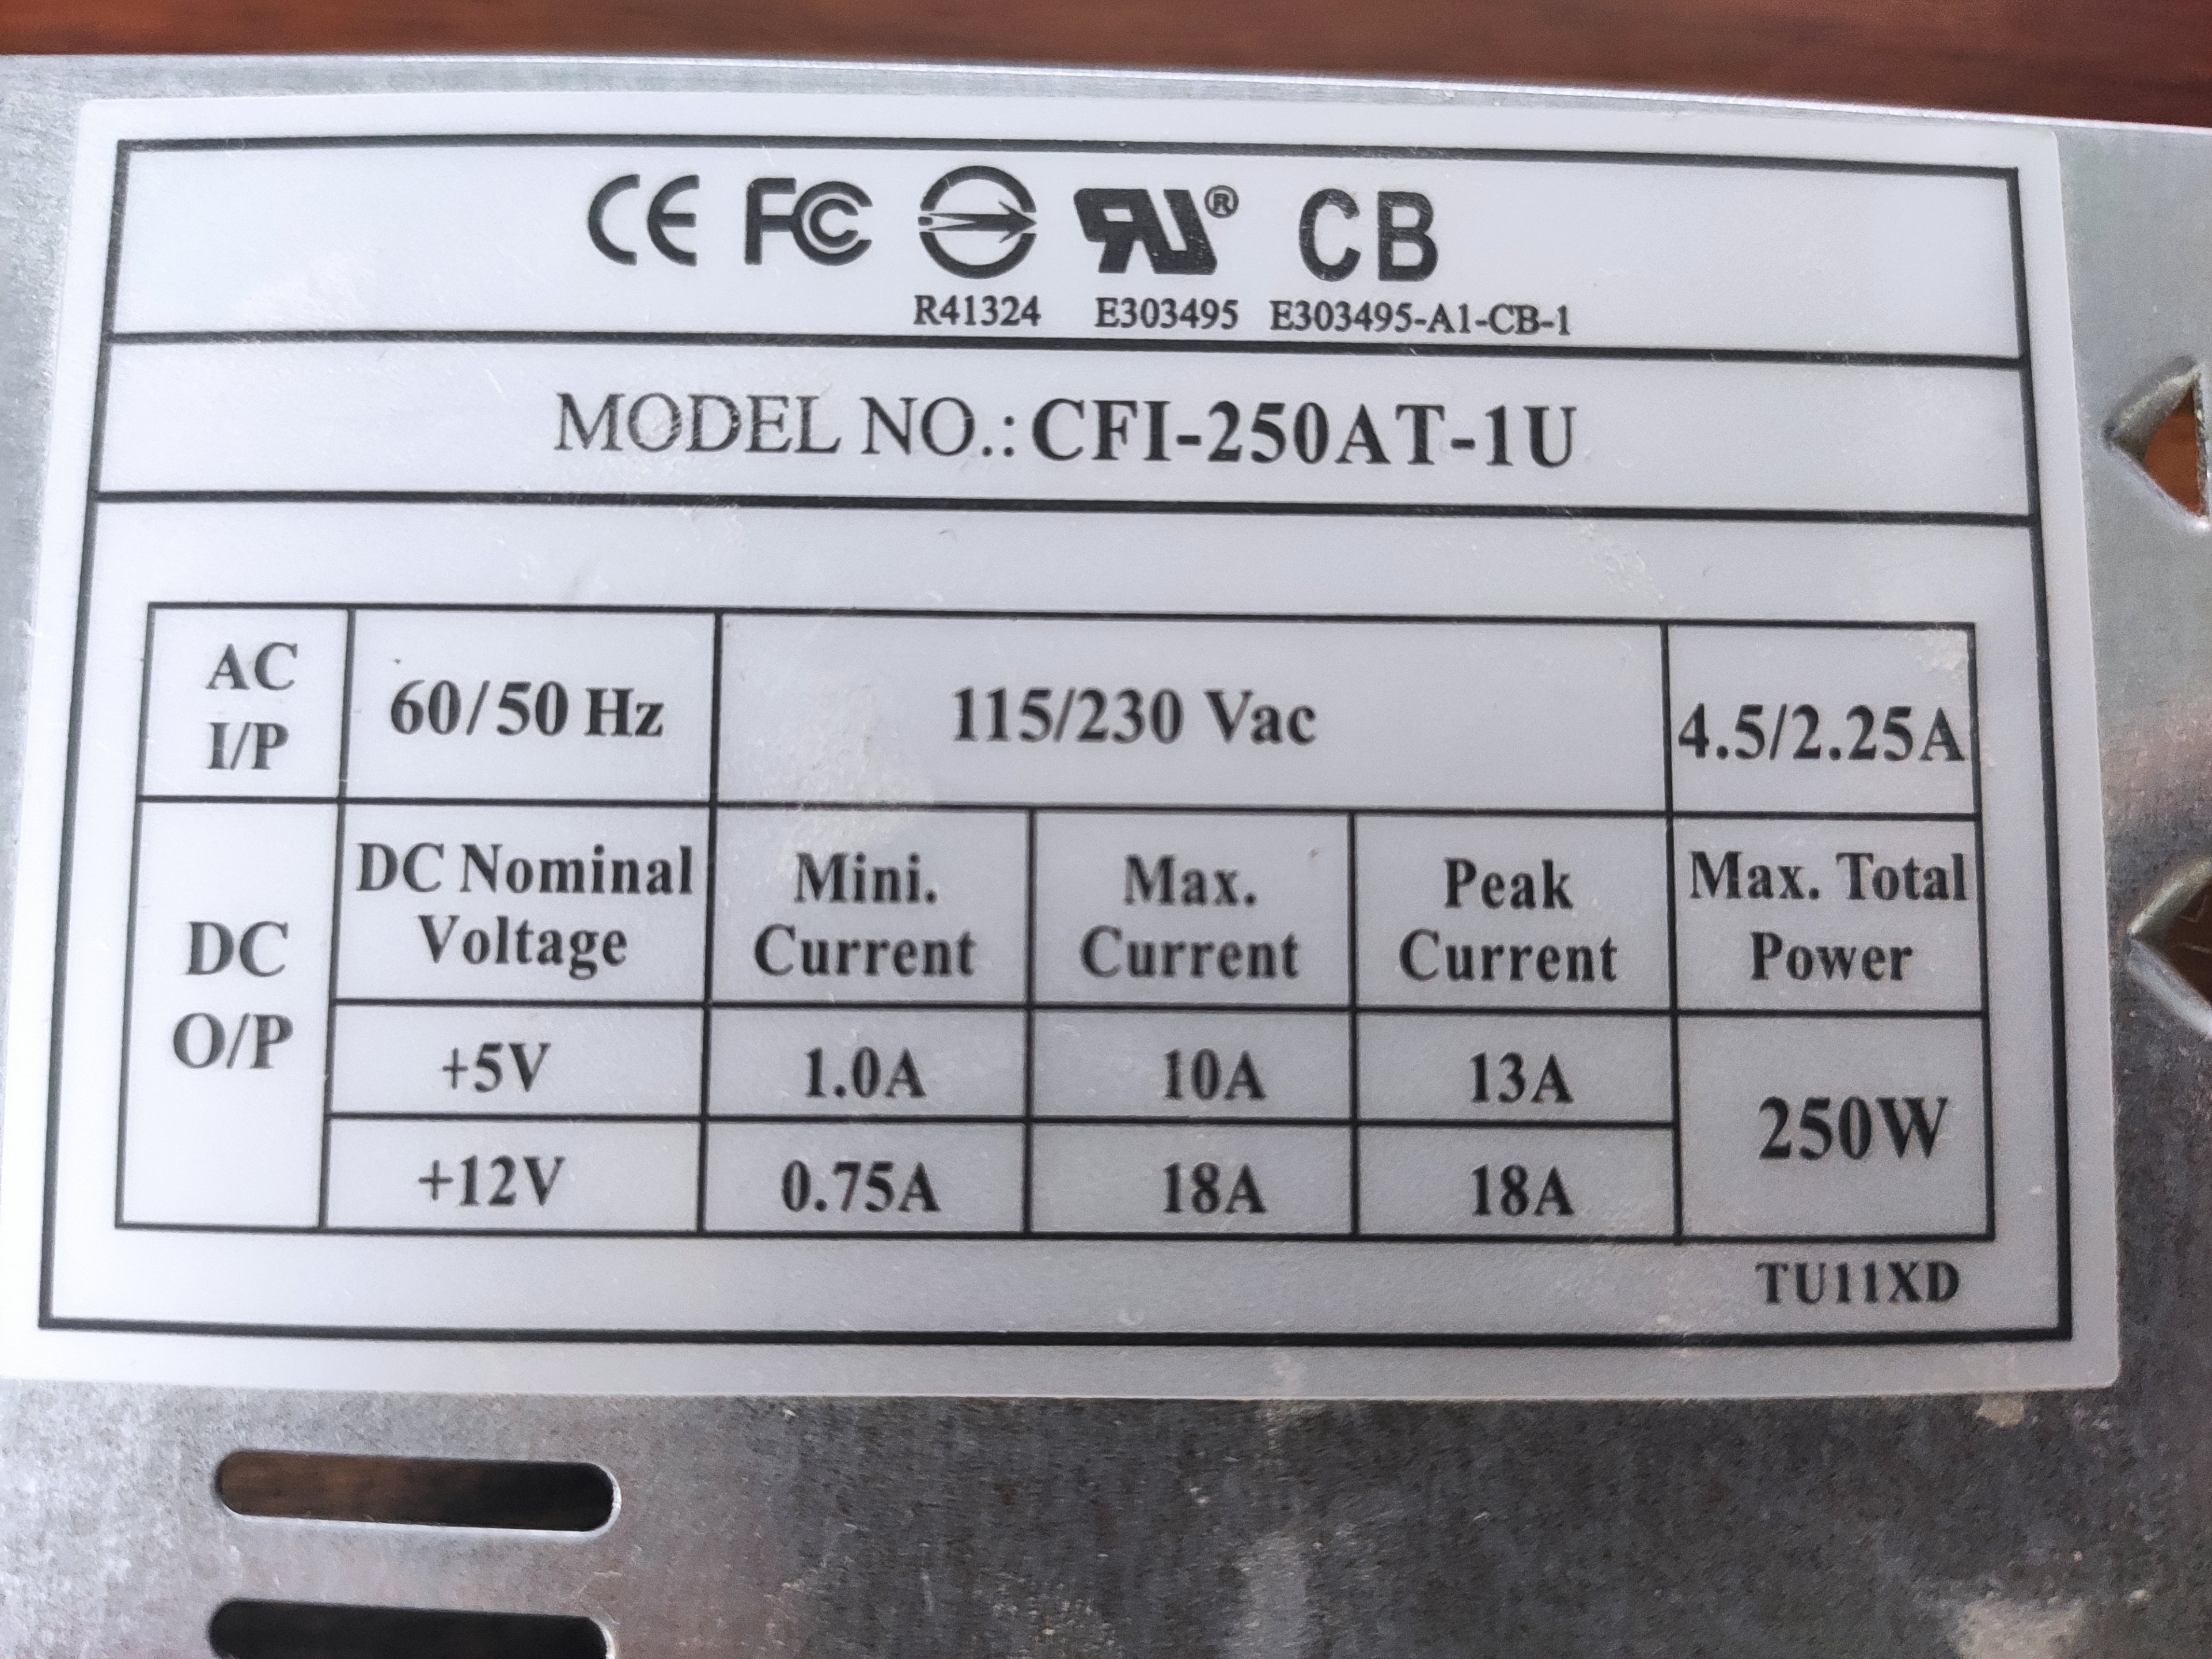 CE FC RU® CB
R41324 E303495 E303495-A1-CB-1
MODEL NO.: CFI-250AT-1U
AC I/P 60/50 Hz 115/230 Vac 4.5/2.25A
DC O/P
DC Nominal Voltage Mini. Current Max. Current Peak Current Max. Total Power
+5V 1.0A 10A 13A 250W
+12V 0.75A 18A 18A
TU11XD